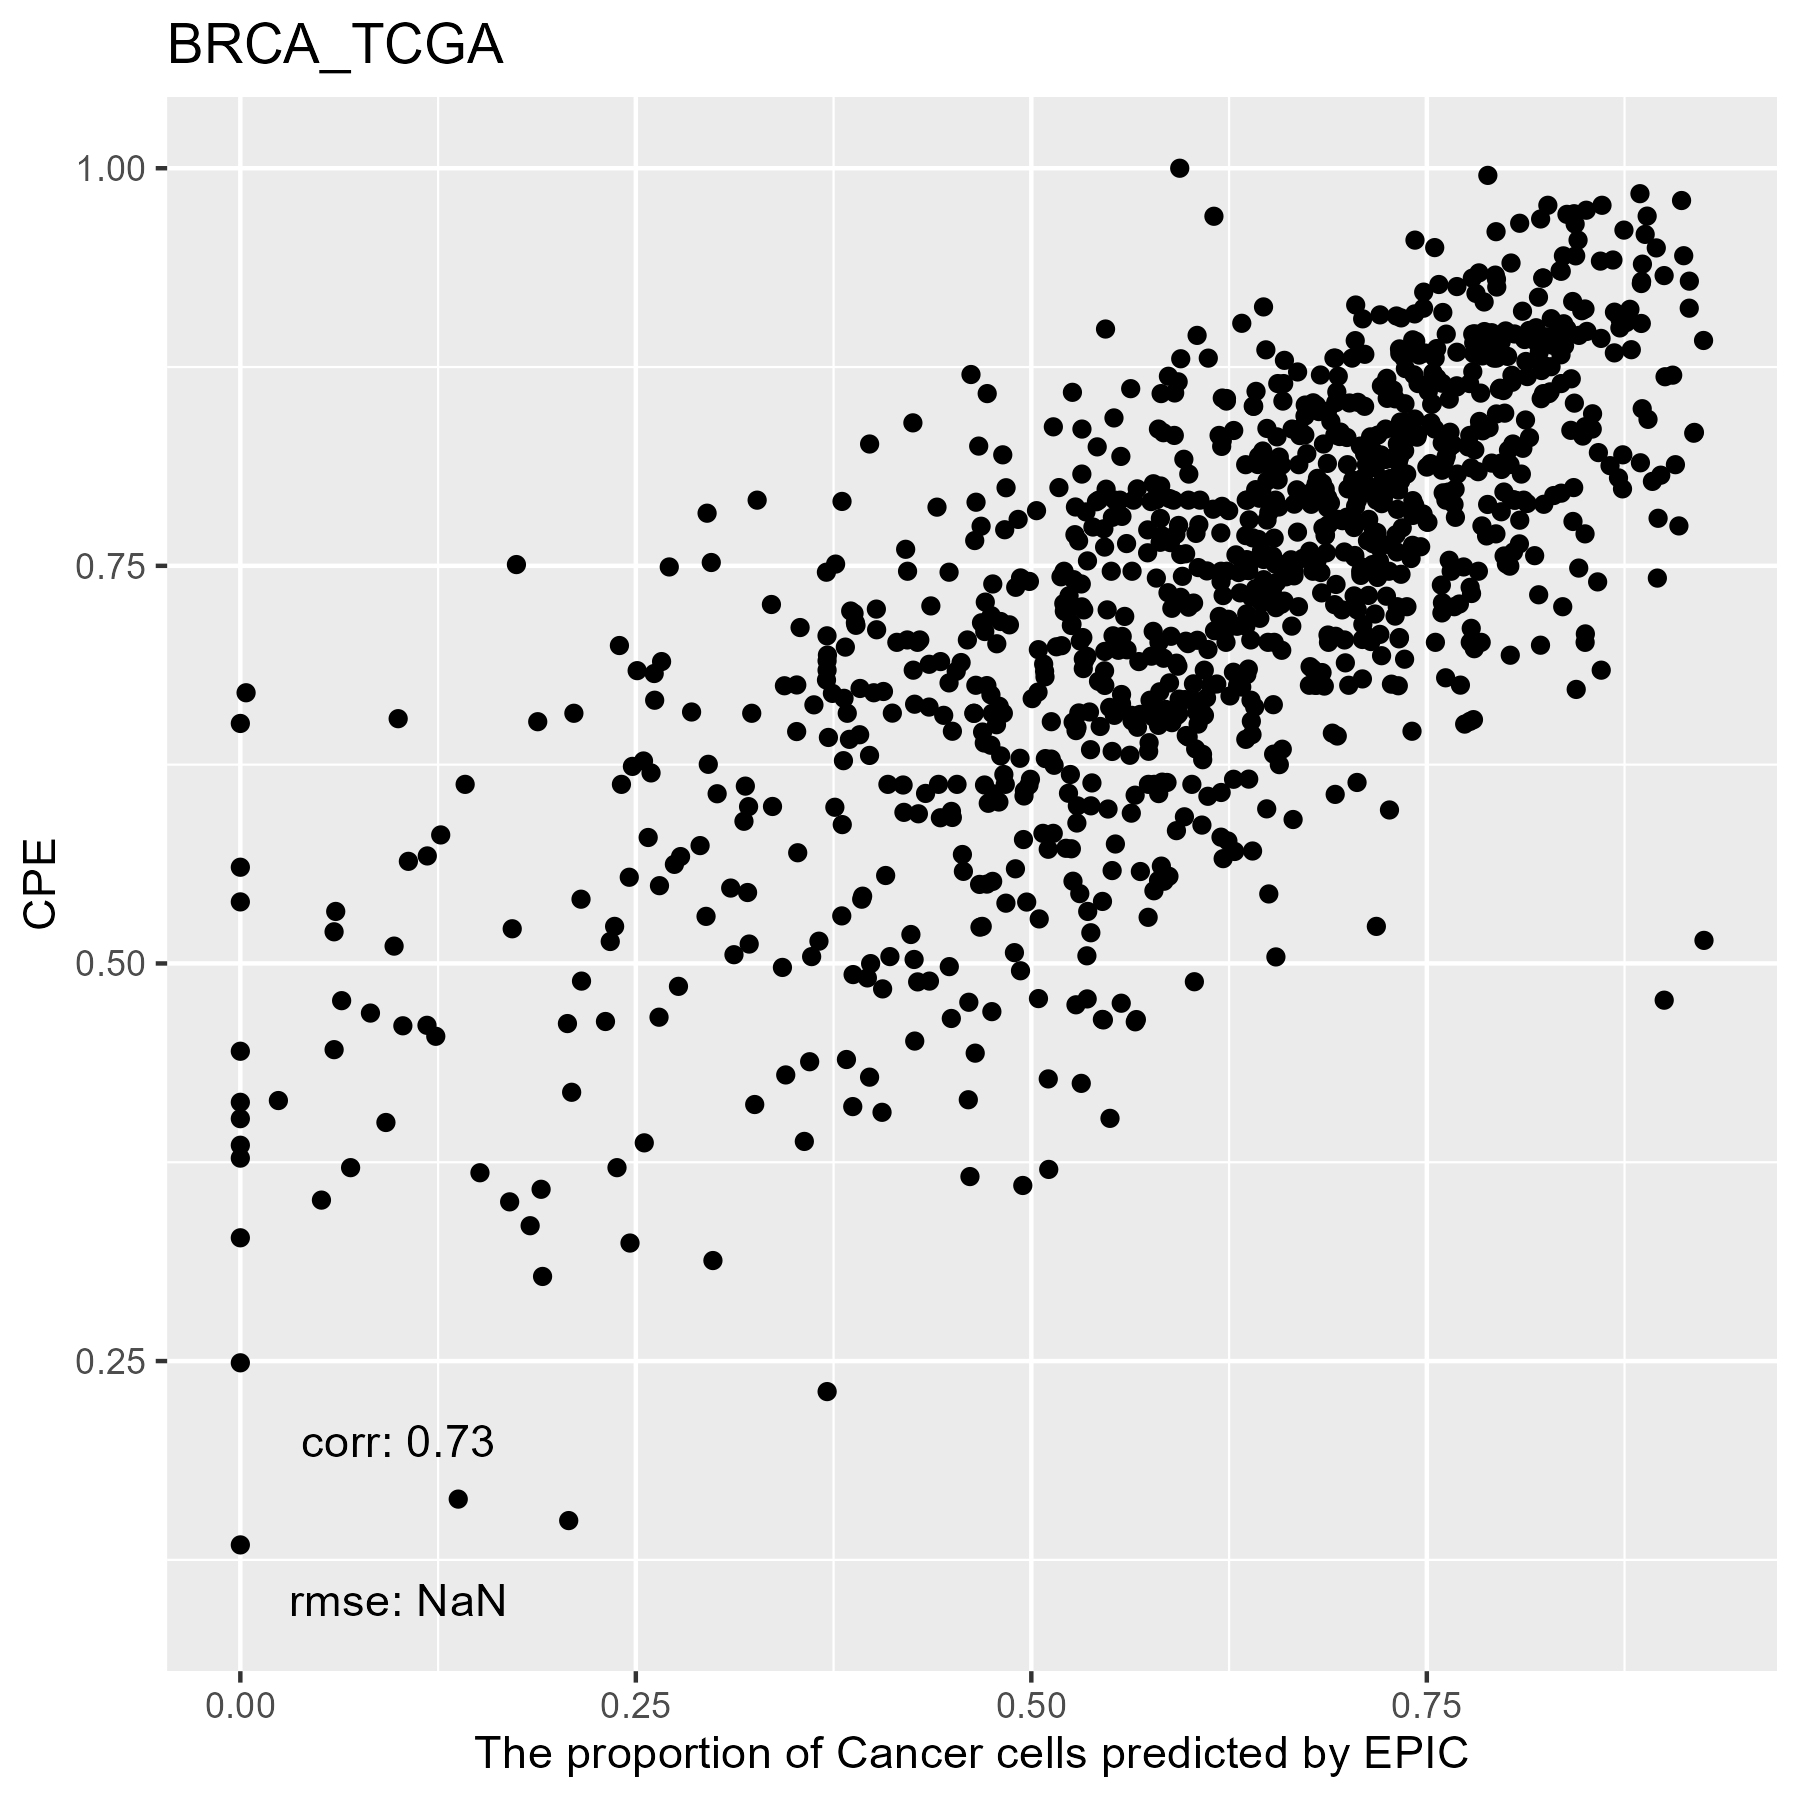 BRCA_TCGA
1.00
0.75
0.50
0.25
CPE
corr: 0.73
rmse: NaN
0.00 0.25 0.50 0.75
The proportion of Cancer cells predicted by EPIC